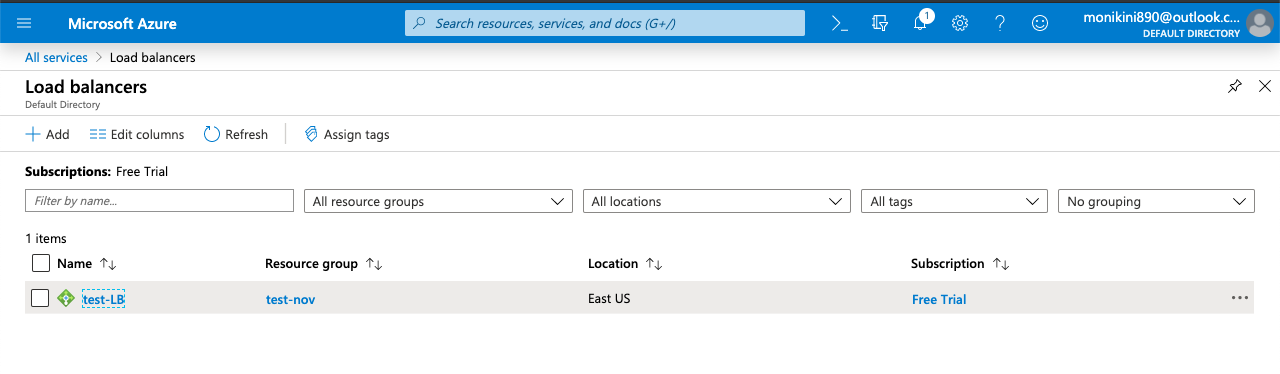 Microsoft Azure
Search resources, services, and docs (G+/)
1
monikini890@outlook.c...
DEFAULT DIRECTORY
All services > Load balancers
Load balancers
Default Directory
Add Edit columns Refresh Assign tags
Subscriptions: Free Trial
Filter by name... All resource groups All locations All tags No grouping
1 items
Name Resource group Location Subscription
test-LB test-nov East US Free Trial